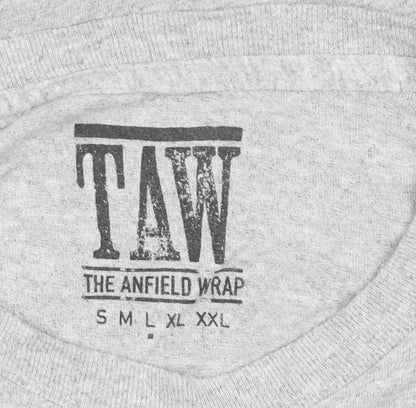 TAW
THE ANFIELD WRAP
S M L XL XXL